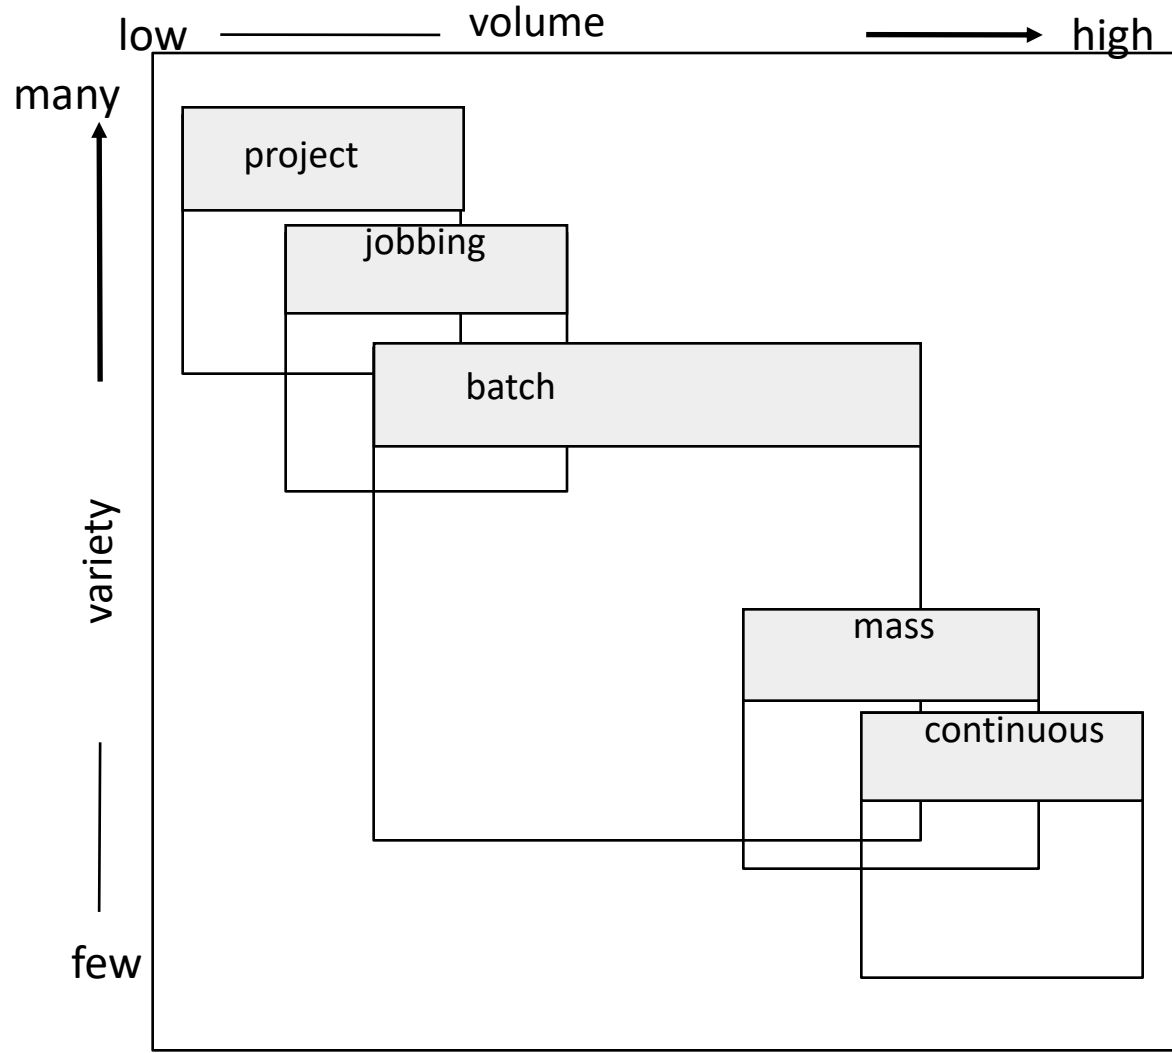 low volume high
many
project
jobbing
batch
variety
mass
continuous
few